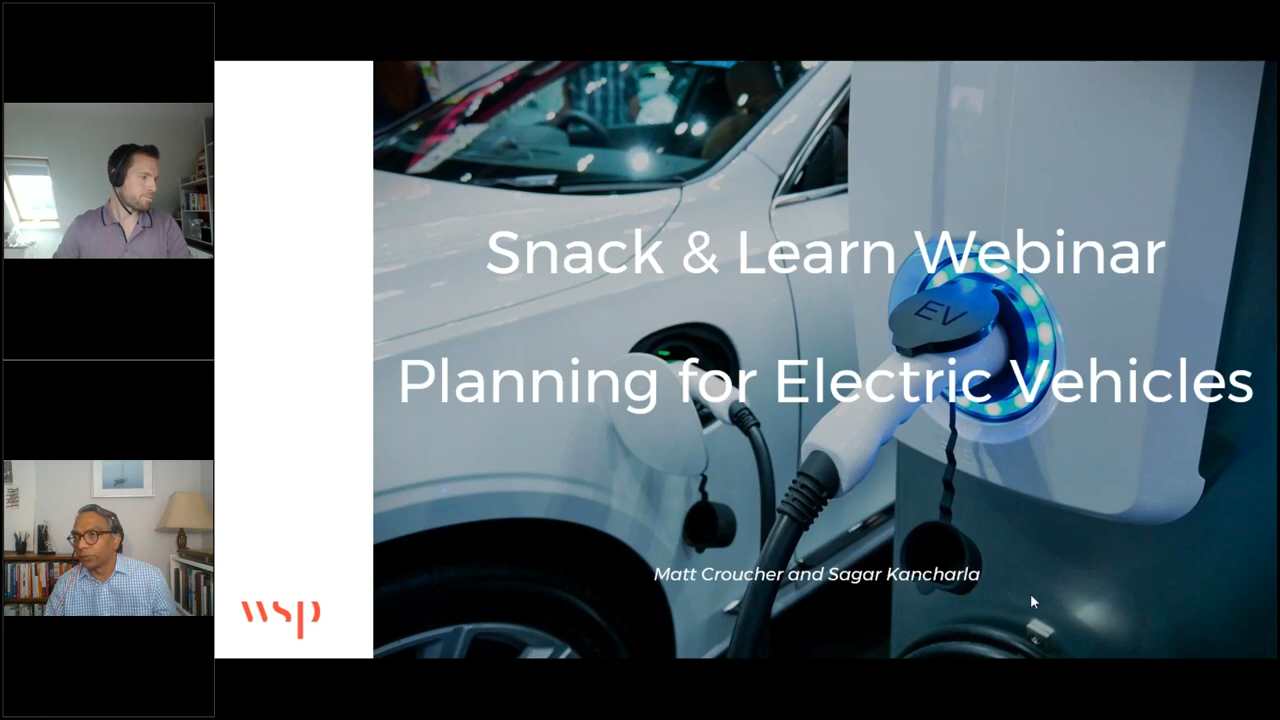 Snack & Learn Webinar
EV
Planning for Electric Vehicles
Matt Croucher and Sagar Kancharla
wsp